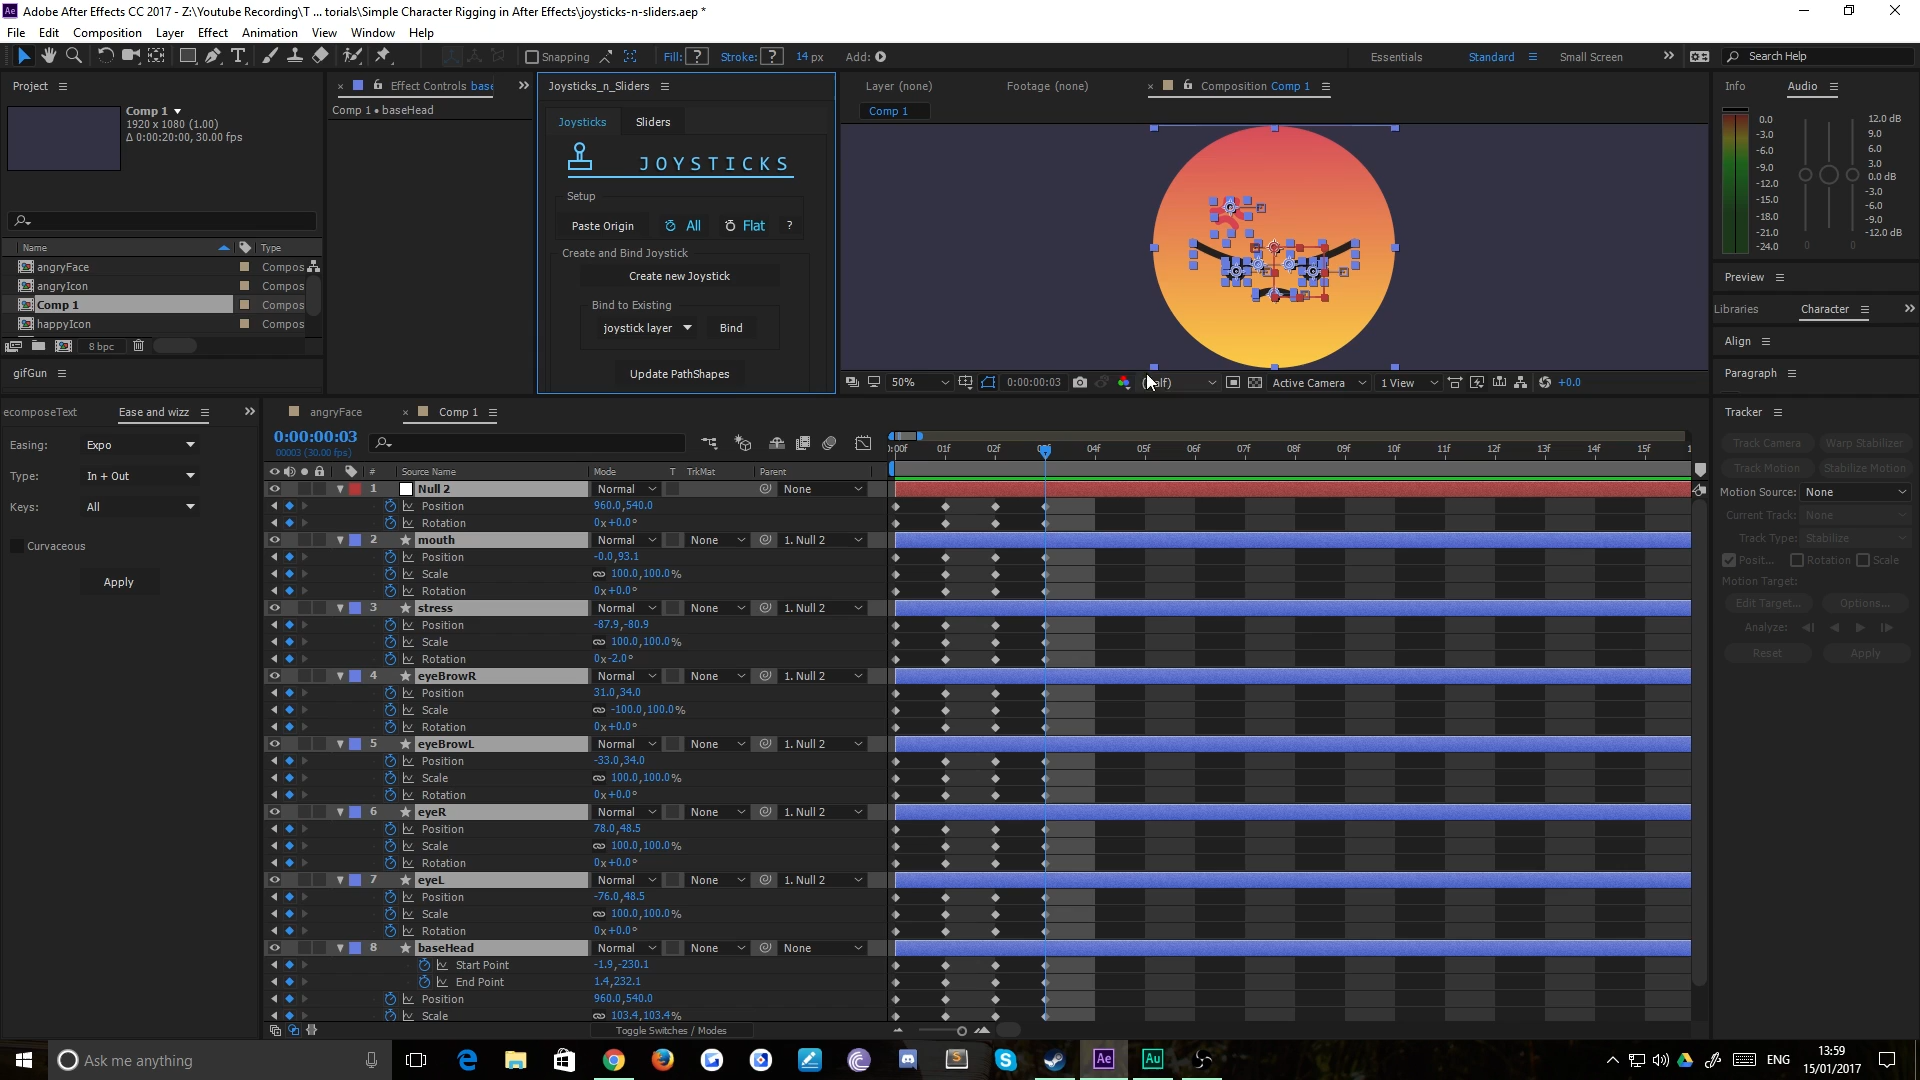 Adobe After Effects CC 2017 - Z:\Youtube Recording\T ... torials\Simple Character Rigging in After Effects\joysticks-n-sliders.aep *
File Edit Composition Layer Effect Animation View Window Help
Snapping Fill: ? Stroke: ? 14 px Add: Essentials Standard Small Screen Search Help
Project
Effect Controls base
Joysticks_n_Sliders
Layer (none) Footage (none) Composition Comp 1
Info Audio
Comp 1
1920 x 1080 (1.00)
Δ 0:00:20:00, 30.00 fps
Comp 1 • baseHead
Comp 1
Joysticks Sliders
JOYSTICKS
Setup
Paste Origin All Flat ?
Create and Bind Joystick
Create new Joystick
Bind to Existing
joystick layer Bind
Update PathShapes
Name Type
angryFace Compos
angryIcon Compos
Comp 1 Compos
happyIcon Compos
8 bpc
gifGun
50% 0:00:00:03 Active Camera 1 View +0.0
0.0
-3.0
-6.0
-9.0
-12.0
-15.0
-18.0
-21.0
-24.0
0 0
12.0 dB
9.0
6.0
3.0
0.0 dB
-3.0
-6.0
-9.0
-12.0 dB
Preview
Libraries Character
Align
Paragraph
Tracker
Track Camera Warp Stabilizer
Track Motion Stabilize Motion
Motion Source: None
Current Track: None
Track Type: Stabilize
Posit... Rotation Scale
Motion Target:
Edit Target... Options...
Analyze:
Reset Apply
ecomposeText Ease and wizz
Easing: Expo
Type: In + Out
Keys: All
Curvaceous
Apply
angryFace Comp 1
0:00:00:03
00003 (30.00 fps)
:00f 01f 02f 04f 05f 06f 07f 08f 09f 10f 11f 12f 13f 14f 15f 1
# Source Name Mode T TrkMat Parent
1 Null 2 Normal None
Position 960.0,540.0
Rotation 0x+0.0°
2 mouth Normal None 1. Null 2
Position -0.0,93.1
Scale 100.0,100.0%
Rotation 0x+0.0°
3 stress Normal None 1. Null 2
Position -87.9,-80.9
Scale 100.0,100.0%
Rotation 0x-2.0°
4 eyeBrowR Normal None 1. Null 2
Position 31.0,34.0
Scale -100.0,100.0%
Rotation 0x+0.0°
5 eyeBrowL Normal None 1. Null 2
Position -33.0,34.0
Scale 100.0,100.0%
Rotation 0x+0.0°
6 eyeR Normal None 1. Null 2
Position 78.0,48.5
Scale 100.0,100.0%
Rotation 0x+0.0°
7 eyeL Normal None 1. Null 2
Position -76.0,48.5
Scale 100.0,100.0%
Rotation 0x+0.0°
8 baseHead Normal None None
Start Point -1.9,-230.1
End Point 1.4,232.1
Position 960.0,540.0
Scale 103.4,103.4%
Toggle Switches / Modes
Ask me anything
ENG
13:59
15/01/2017